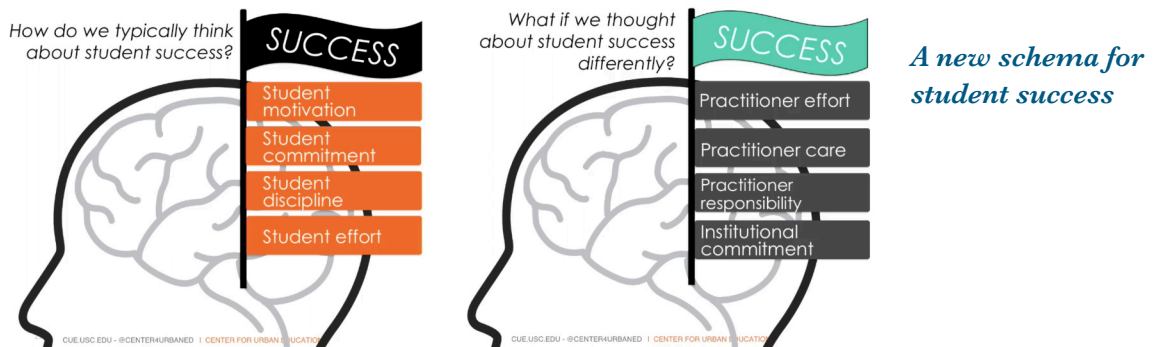 How do we typically think
about student success?
SUCCESS
Student
motivation
Student
commitment
Student
discipline
Student effort
CUE.USC.EDU - @CENTER4URBANED | CENTER FOR URBAN EDUCATION
What if we thought
about student success
differently?
SUCCESS
Practitioner effort
Practitioner care
Practitioner
responsibility
Institutional
commitment
CUE.USC.EDU - @CENTER4URBANED | CENTER FOR URBAN EDUCATION
A new schema for
student success